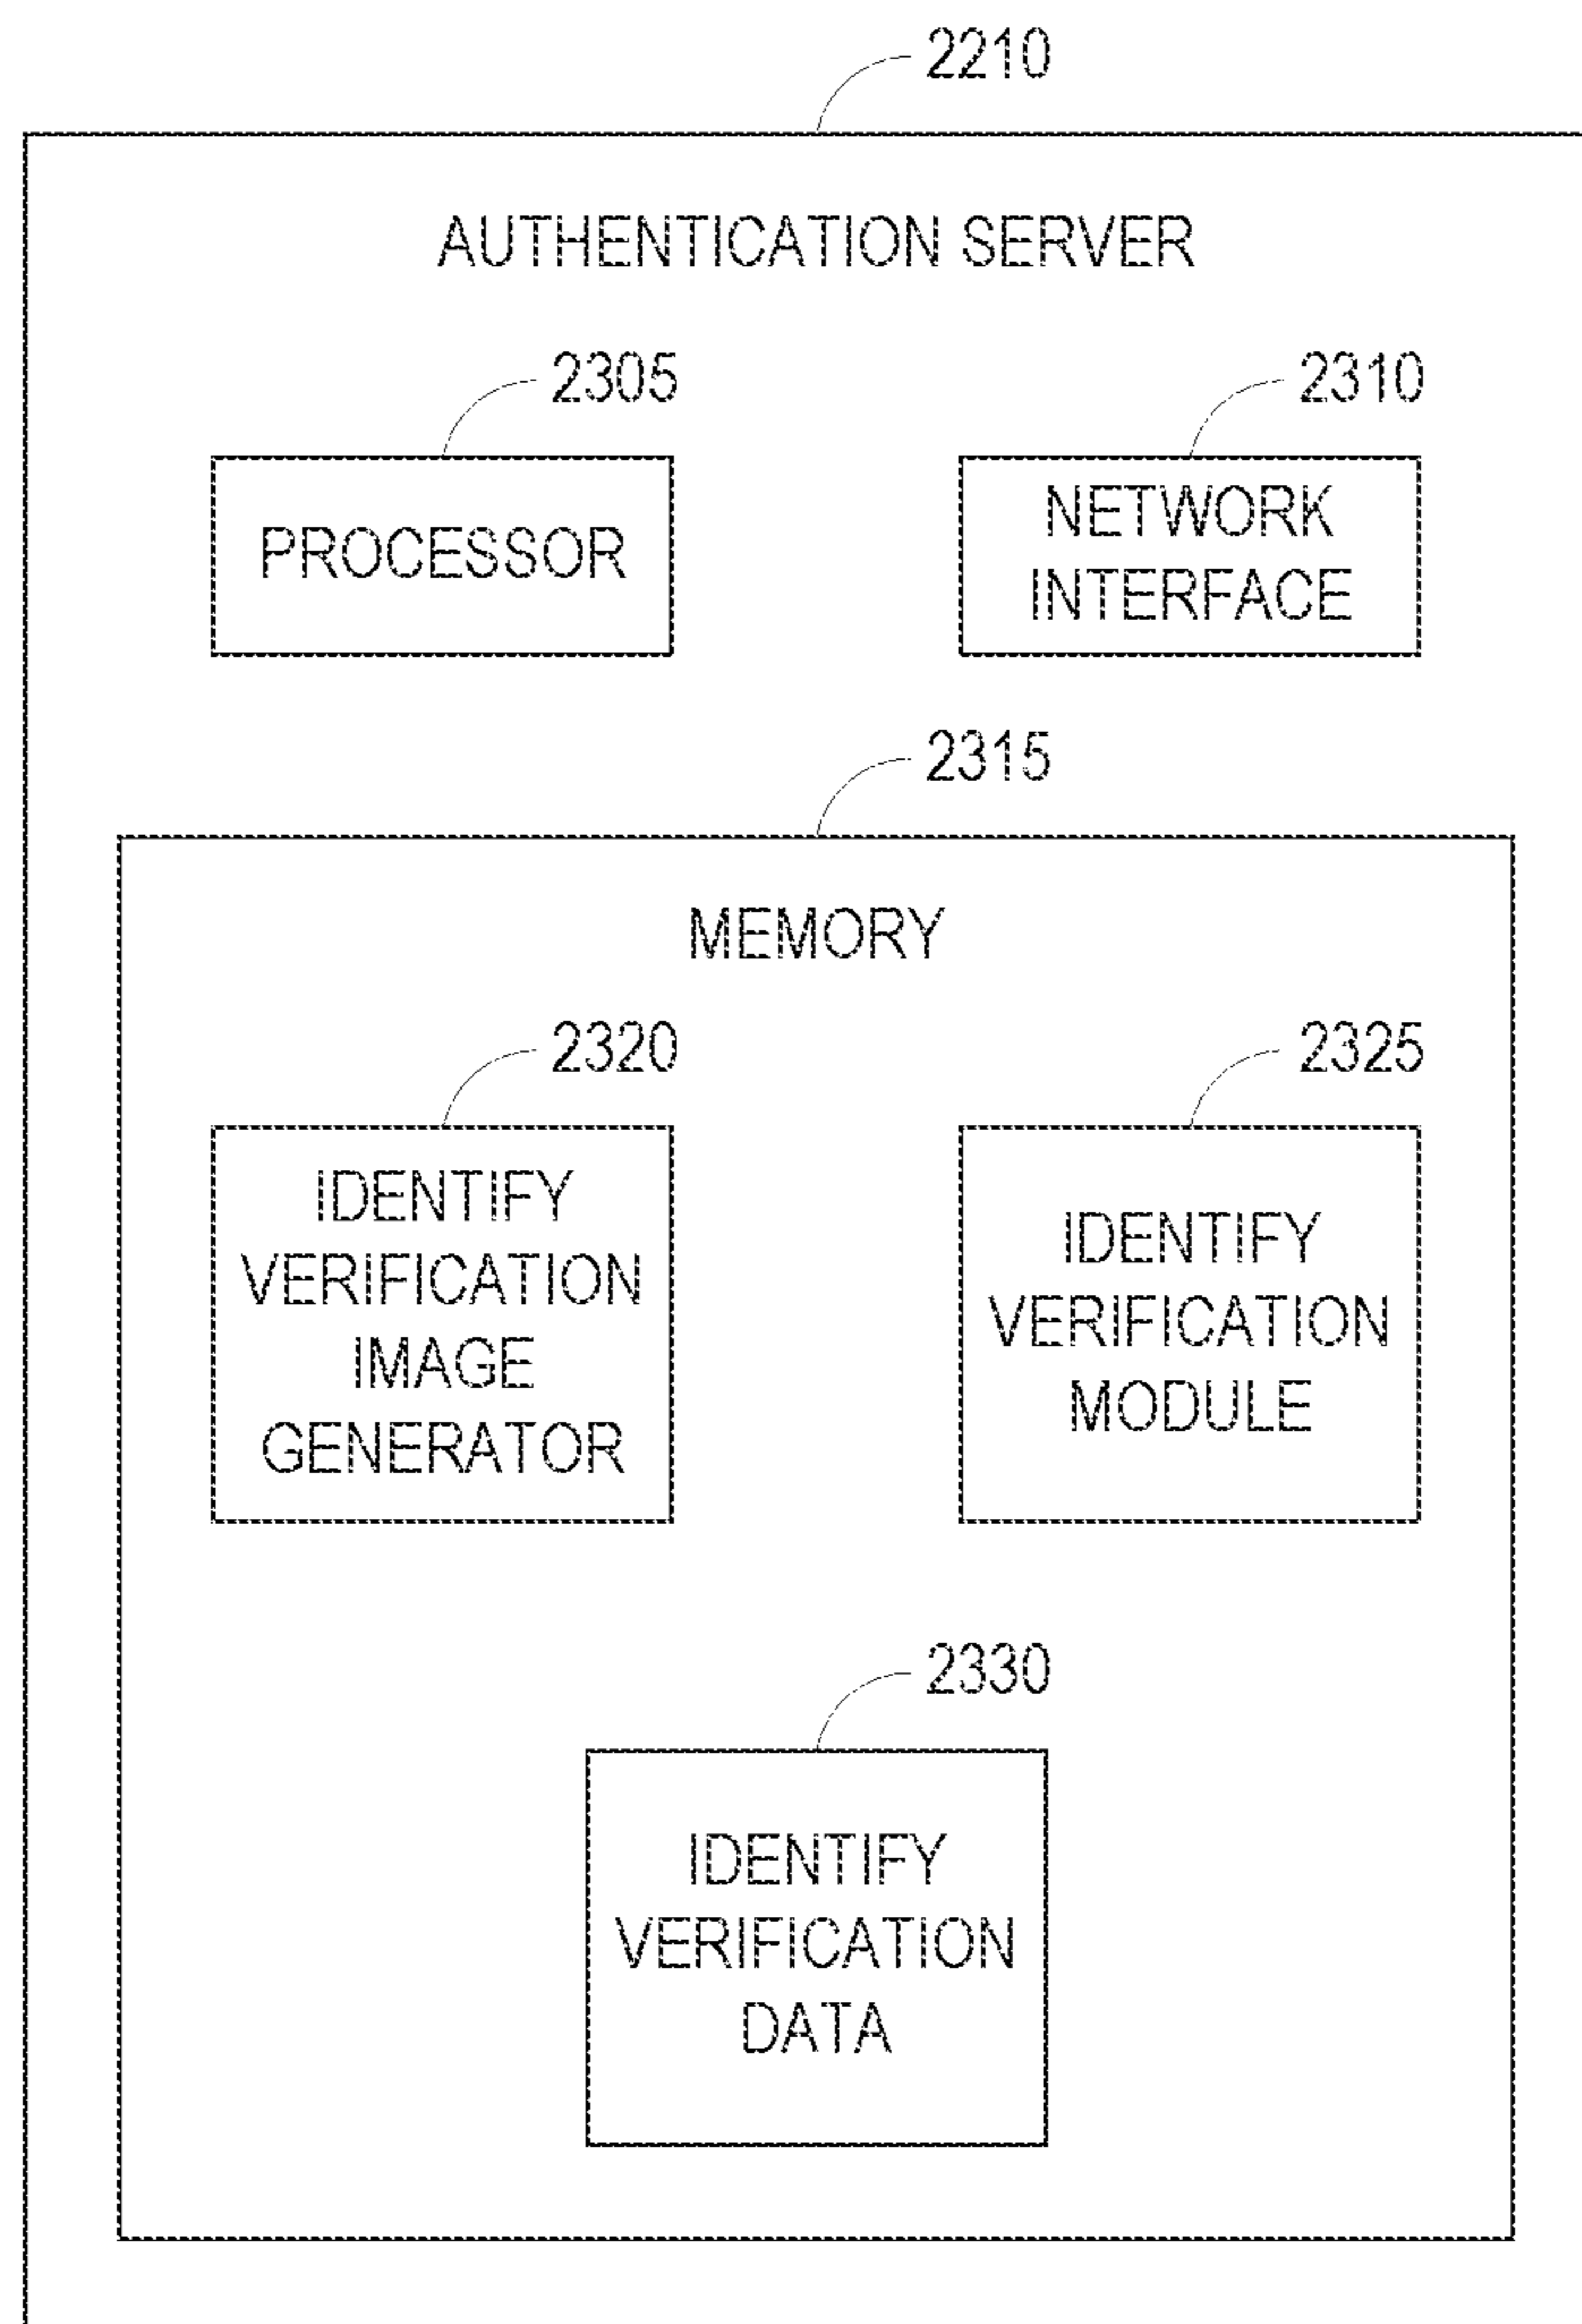 2210
AUTHENTICATION SERVER
2305
2310
PROCESSOR
NETWORK
INTERFACE
2315
MEMORY
2320
2325
IDENTIFY
VERIFICATION
IMAGE
GENERATOR
IDENTIFY
VERIFICATION
MODULE
2330
IDENTIFY
VERIFICATION
DATA